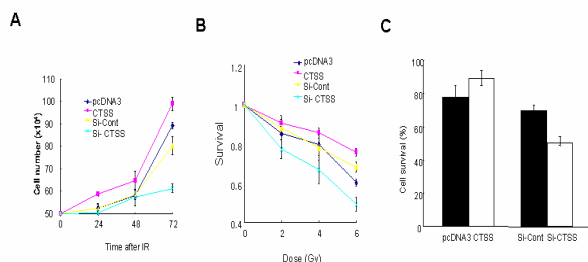 A
Cell number (x10⁴)
110
100
90
80
70
60
50
0
24
48
72
Time after IR
pcDNA3
CTSS
Si-Cont
Si- CTSS
B
Survival
1.2
1
0.8
0.6
0.4
0
2
4
6
Dose (Gy)
pcDNA3
CTSS
Si-Cont
Si- CTSS
C
Cell survival (%)
100
80
60
40
20
0
pcDNA3 CTSS
Si-Cont Si-CTSS